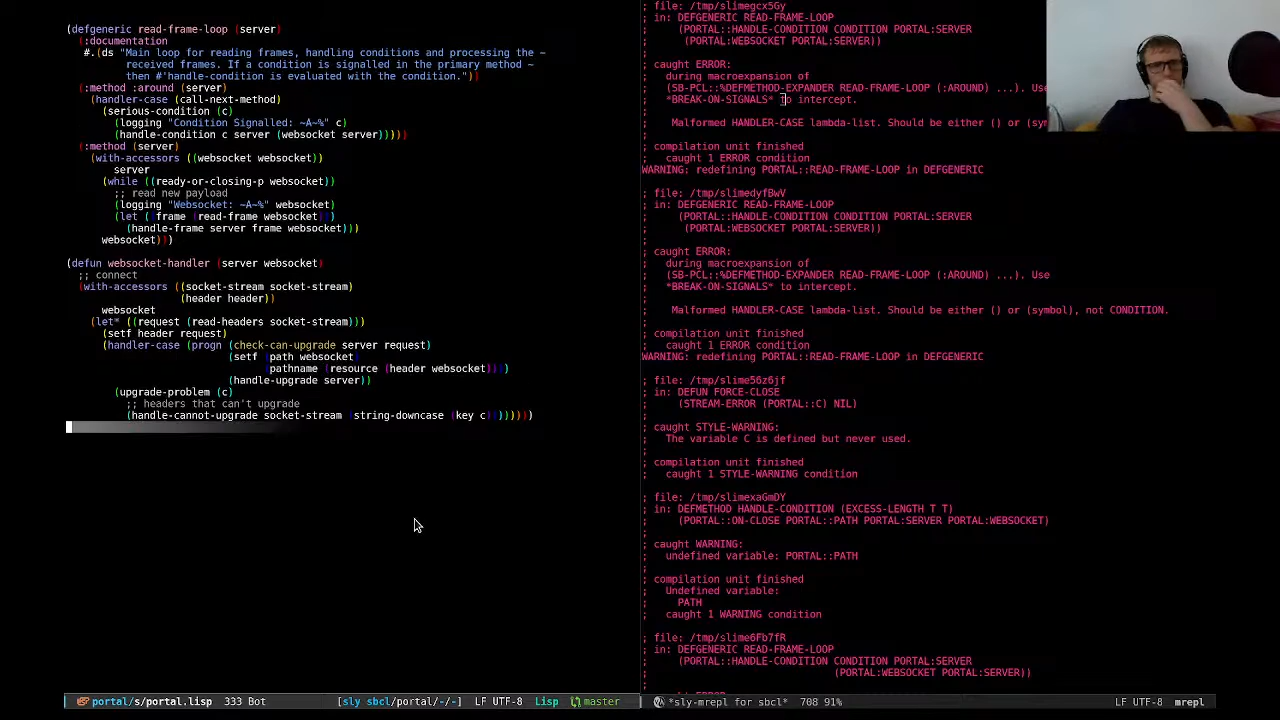 (defgeneric read-frame-loop (server)
(:documentation
#.(ds "Main loop for reading frames, handling conditions and processing the ~
received frames. If a condition is signalled in the primary method ~
then #'handle-condition is evaluated with the condition."))
(:method :around (server)
(handler-case (call-next-method)
(serious-condition (c)
(logging "Condition Signalled: ~A~%" c)
(handle-condition c server (websocket server)))))
(:method (server)
(with-accessors ((websocket websocket))
server
(while ((ready-or-closing-p websocket))
;; read new payload
(logging "Websocket: ~A~%" websocket)
(let ((frame (read-frame websocket)))
(handle-frame server frame websocket)))
websocket)))
(defun websocket-handler (server websocket)
;; connect
(with-accessors ((socket-stream socket-stream)
(header header))
websocket
(let* ((request (read-headers socket-stream)))
(setf header request)
(handler-case (progn (check-can-upgrade server request)
(setf (path websocket)
(pathname (resource (header websocket))))
(handle-upgrade server))
(upgrade-problem (c)
;; headers that can't upgrade
(handle-cannot-upgrade socket-stream (string-downcase (key c)))))))
portal/s/portal.lisp 333 Bot [sly sbcl/portal/-/-] LF UTF-8 Lisp master
; file: /tmp/slimegcx5Gy
; in: DEFGENERIC READ-FRAME-LOOP
; (PORTAL::HANDLE-CONDITION CONDITION PORTAL:SERVER
; (PORTAL:WEBSOCKET PORTAL:SERVER))
;
; caught ERROR:
; during macroexpansion of
; (SB-PCL::%DEFMETHOD-EXPANDER READ-FRAME-LOOP (:AROUND) ...). Use
; *BREAK-ON-SIGNALS* to intercept.
;
; Malformed HANDLER-CASE lambda-list. Should be either () or (sym
;
; compilation unit finished
; caught 1 ERROR condition
WARNING: redefining PORTAL::READ-FRAME-LOOP in DEFGENERIC
; file: /tmp/slimedyfBwV
; in: DEFGENERIC READ-FRAME-LOOP
; (PORTAL::HANDLE-CONDITION CONDITION PORTAL:SERVER
; (PORTAL:WEBSOCKET PORTAL:SERVER))
;
; caught ERROR:
; during macroexpansion of
; (SB-PCL::%DEFMETHOD-EXPANDER READ-FRAME-LOOP (:AROUND) ...). Use
; *BREAK-ON-SIGNALS* to intercept.
;
; Malformed HANDLER-CASE lambda-list. Should be either () or (symbol), not CONDITION.
;
; compilation unit finished
; caught 1 ERROR condition
WARNING: redefining PORTAL::READ-FRAME-LOOP in DEFGENERIC
; file: /tmp/slime56z6jf
; in: DEFUN FORCE-CLOSE
; (STREAM-ERROR (PORTAL::C) NIL)
;
; caught STYLE-WARNING:
; The variable C is defined but never used.
;
; compilation unit finished
; caught 1 STYLE-WARNING condition
; file: /tmp/slimexaGmDY
; in: DEFMETHOD HANDLE-CONDITION (EXCESS-LENGTH T T)
; (PORTAL::ON-CLOSE PORTAL::PATH PORTAL:SERVER PORTAL:WEBSOCKET)
;
; caught WARNING:
; undefined variable: PORTAL::PATH
;
; compilation unit finished
; Undefined variable:
; PATH
; caught 1 WARNING condition
; file: /tmp/slime6Fb7fR
; in: DEFGENERIC READ-FRAME-LOOP
; (PORTAL::HANDLE-CONDITION CONDITION PORTAL:SERVER
; (PORTAL:WEBSOCKET PORTAL:SERVER))
;
*sly-mrepl for sbcl* 708 91% LF UTF-8 mrepl